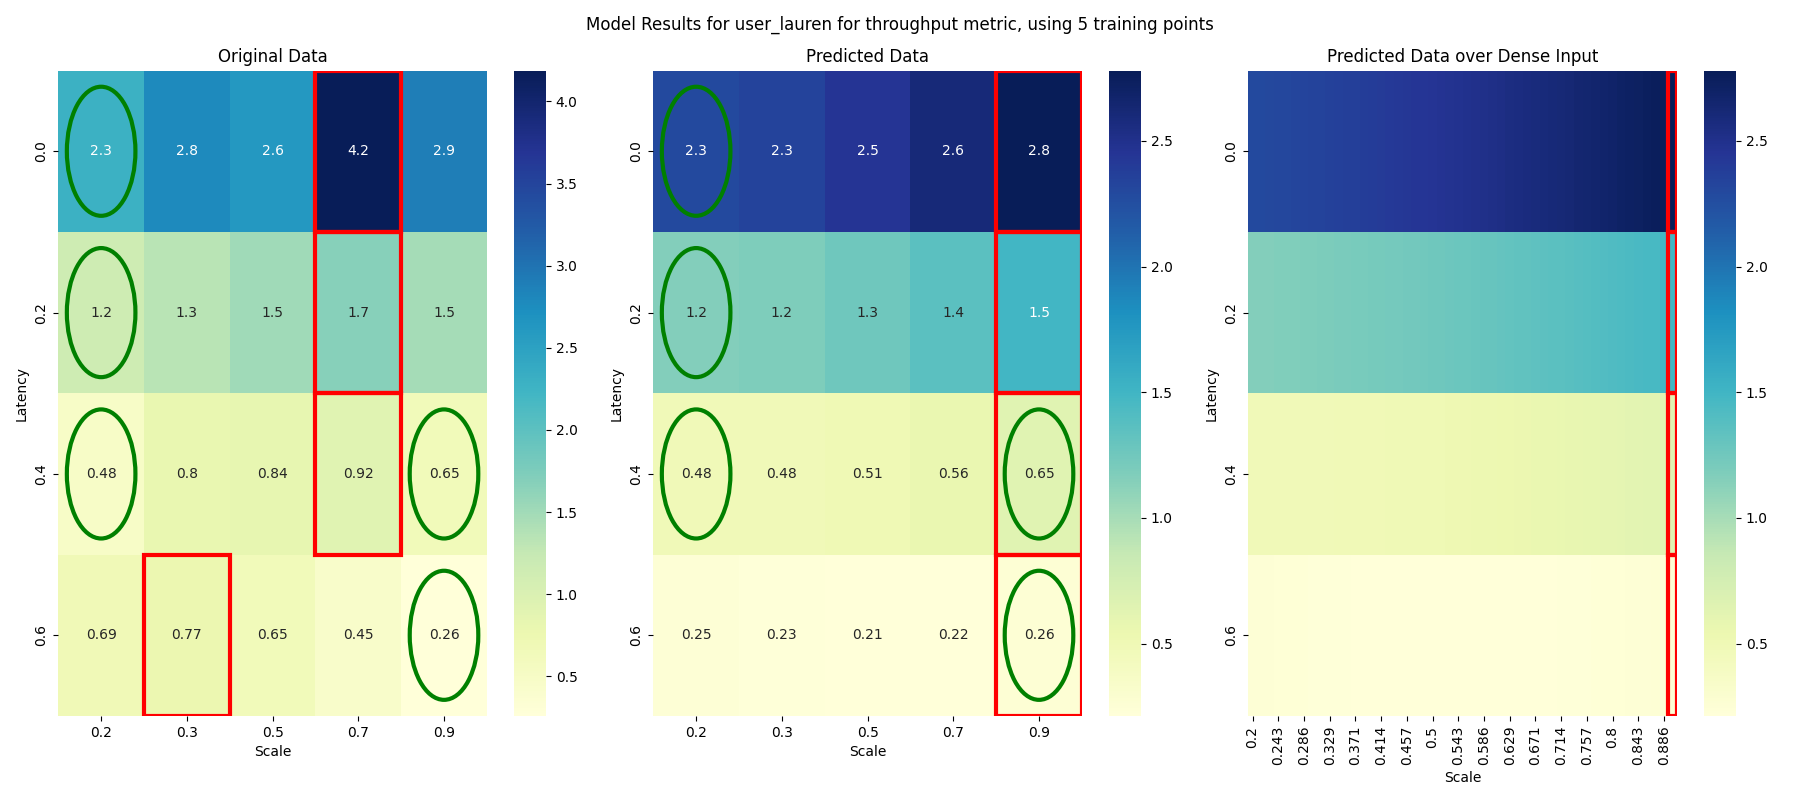 Model Results for user_lauren for throughput metric, using 5 training points
Original Data
2.3 2.8 2.6 4.2 2.9
1.2 1.3 1.5 1.7 1.5
0.48 0.8 0.84 0.92 0.65
0.69 0.77 0.65 0.45 0.26
0.0
0.2
0.4
0.6
Latency
0.2 0.3 0.5 0.7 0.9
Scale
4.0
3.5
3.0
2.5
2.0
1.5
1.0
0.5
Predicted Data
2.3 2.3 2.5 2.6 2.8
1.2 1.2 1.3 1.4 1.5
0.48 0.48 0.51 0.56 0.65
0.25 0.23 0.21 0.22 0.26
0.0
0.2
0.4
0.6
Latency
0.2 0.3 0.5 0.7 0.9
Scale
2.5
2.0
1.5
1.0
0.5
Predicted Data over Dense Input
0.0
0.2
0.4
0.6
Latency
0.2 0.243 0.286 0.329 0.371 0.414 0.457 0.5 0.543 0.586 0.629 0.671 0.714 0.757 0.8 0.843 0.886
Scale
2.5
2.0
1.5
1.0
0.5